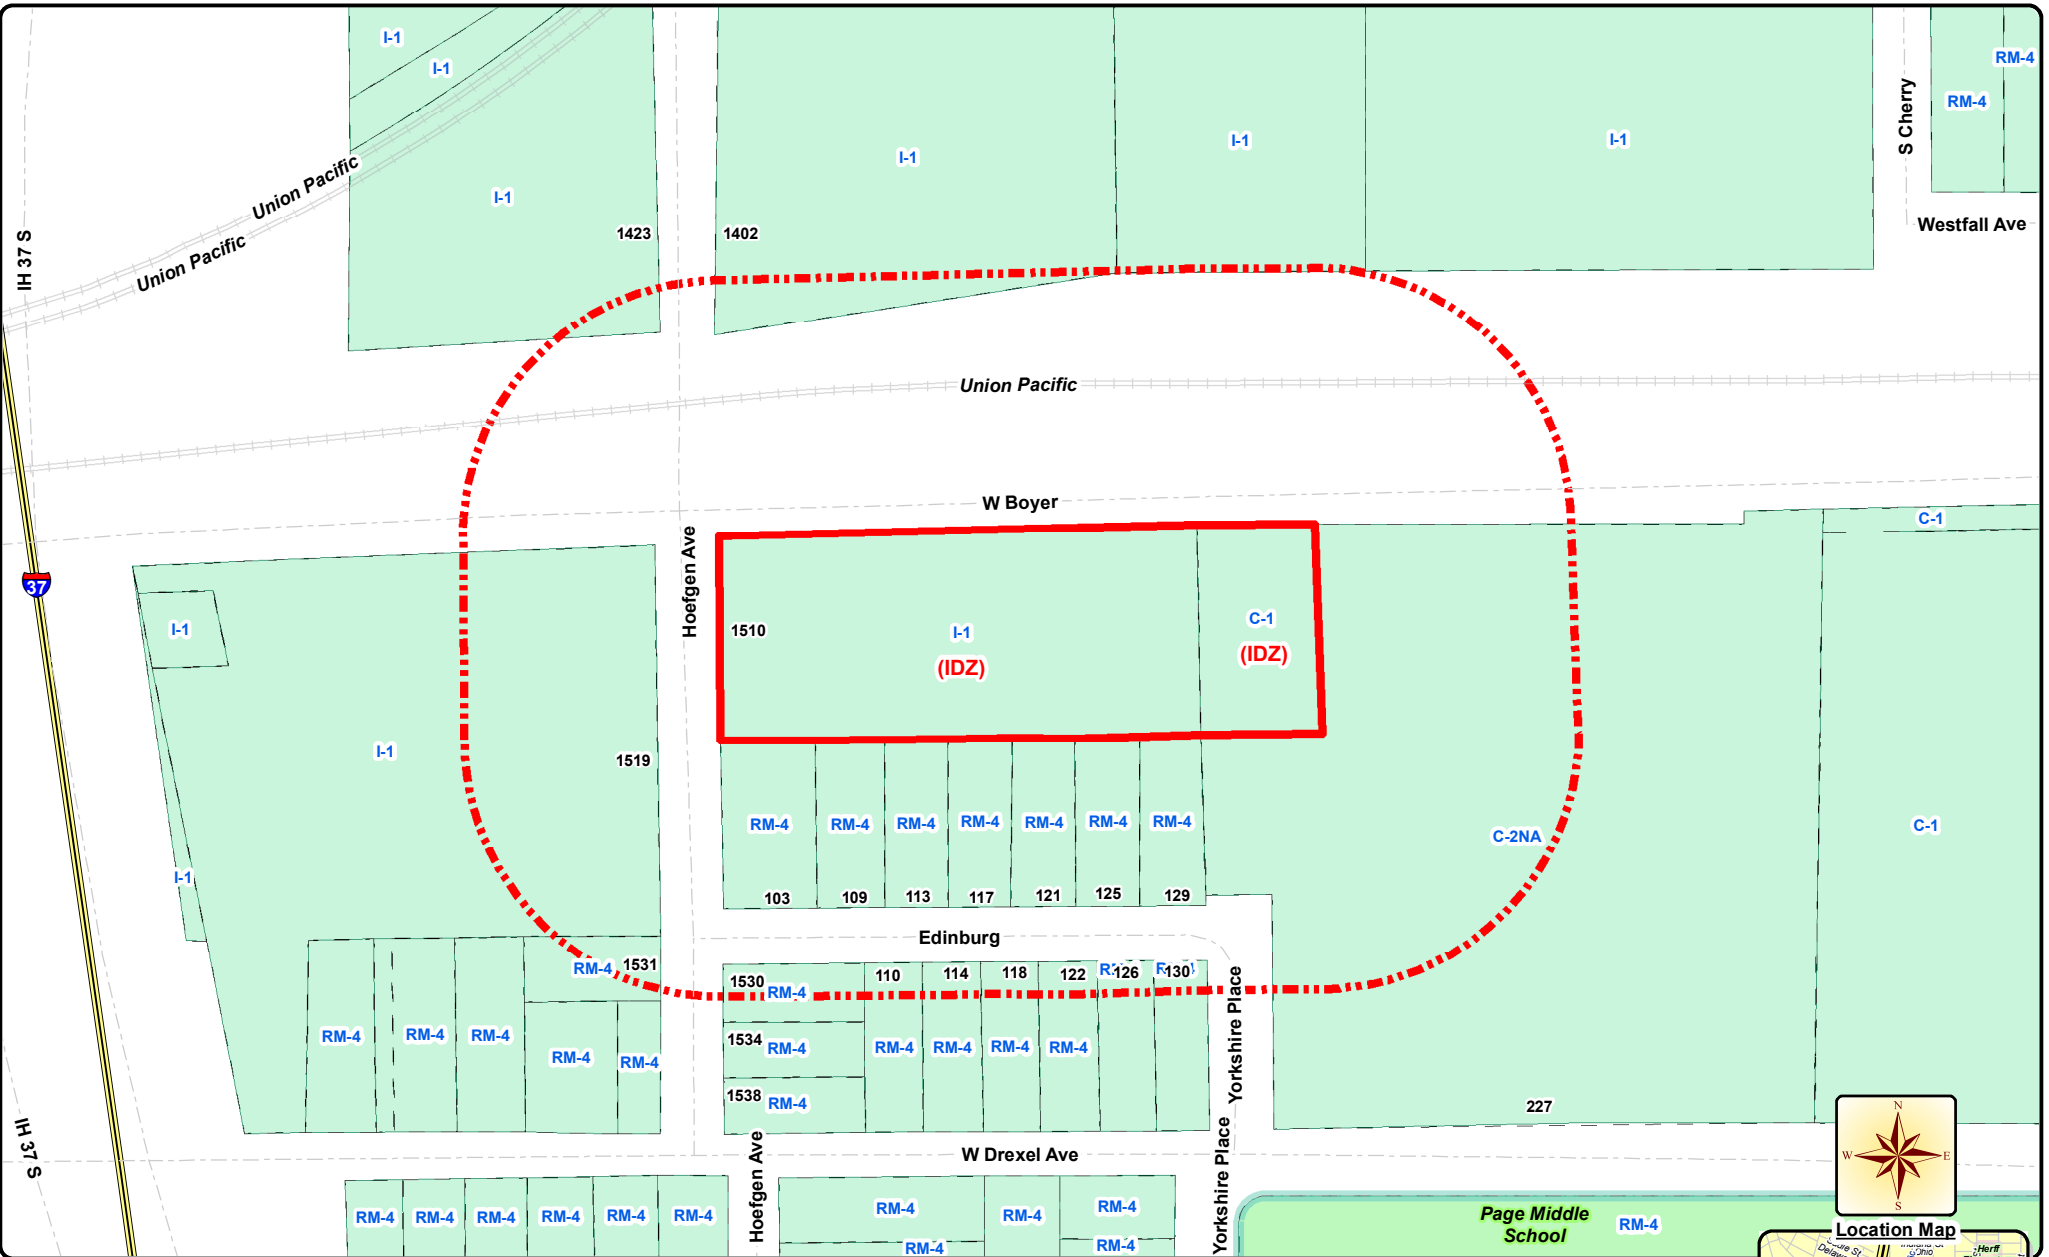 I-1
I-1
RM-4
RM-4
S Cherry
I-1
I-1
I-1
I-1
Union Pacific
Union Pacific
1423
1402
Westfall Ave
IH 37 S
Union Pacific
W Boyer
C-1
Hoefgen Ave
37
I-1
1510
I-1
(IDZ)
C-1
(IDZ)
I-1
1519
RM-4
RM-4
RM-4
RM-4
RM-4
RM-4
RM-4
C-2NA
C-1
I-1
103
109
113
117
121
125
129
Edinburg
RM-4
1531
1530
RM-4
110
114
118
122
126
130
Yorkshire Place
RM-4
RM-4
RM-4
RM-4
RM-4
1534
RM-4
RM-4
RM-4
RM-4
RM-4
1538
RM-4
227
IH 37 S
Hoefgen Ave
W Drexel Ave
Yorkshire Place
N
W
E
S
RM-4
RM-4
RM-4
RM-4
RM-4
RM-4
RM-4
RM-4
RM-4
RM-4
RM-4
Page Middle
School
RM-4
Location Map
Herff